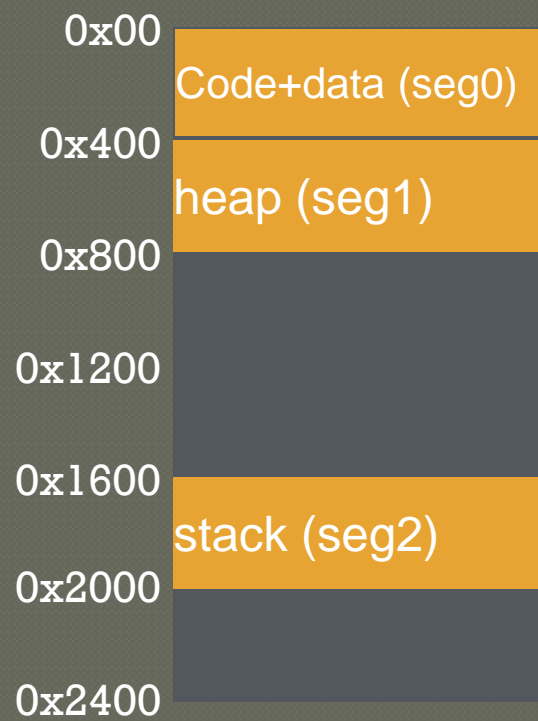 0x00
Code+data (seg0)
0x400
heap (seg1)
0x800
0x1200
0x1600
stack (seg2)
0x2000
0x2400